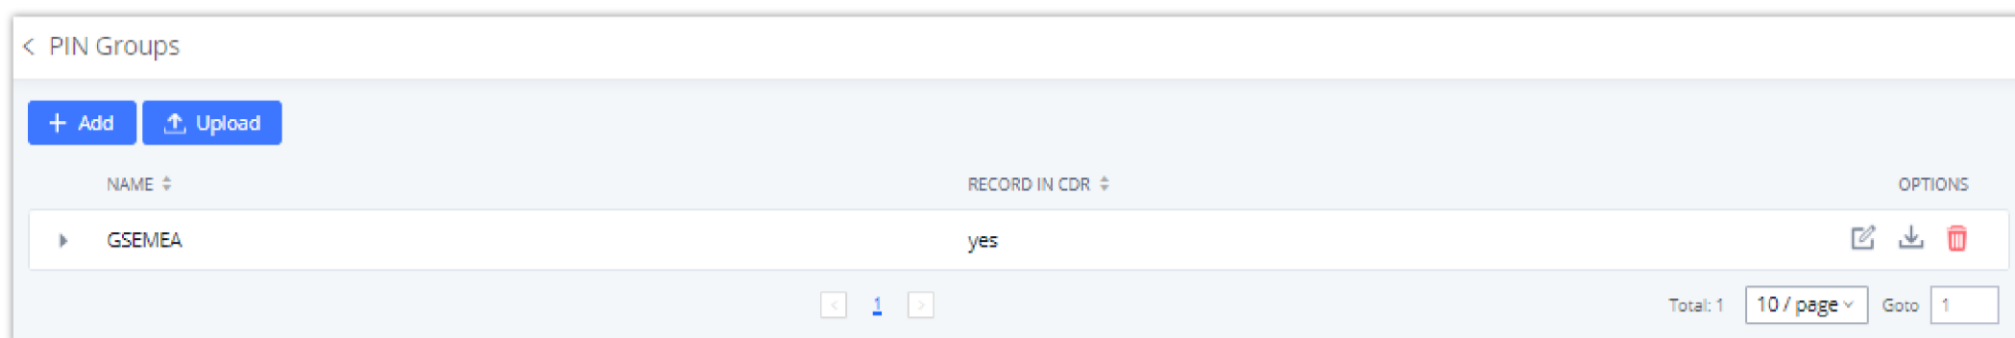 PIN Groups
Add Upload
NAME RECORD IN CDR OPTIONS
GSEMEA yes
1 Total: 1 10 / page Goto 1